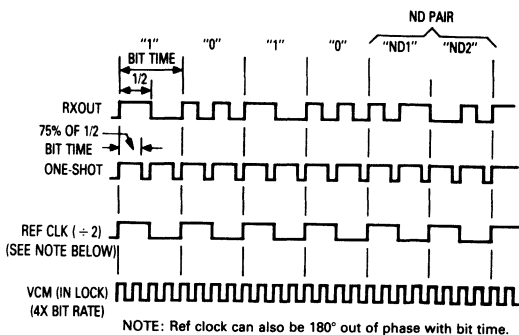 ND PAIR
"1" "0" "1" "0" "ND1" "ND2"
BIT TIME
1/2
RXOUT
75% OF 1/2
BIT TIME
ONE-SHOT
REF CLK (÷2)
(SEE NOTE BELOW)
VCM (IN LOCK)
(4X BIT RATE)
NOTE: Ref clock can also be 180° out of phase with bit time.